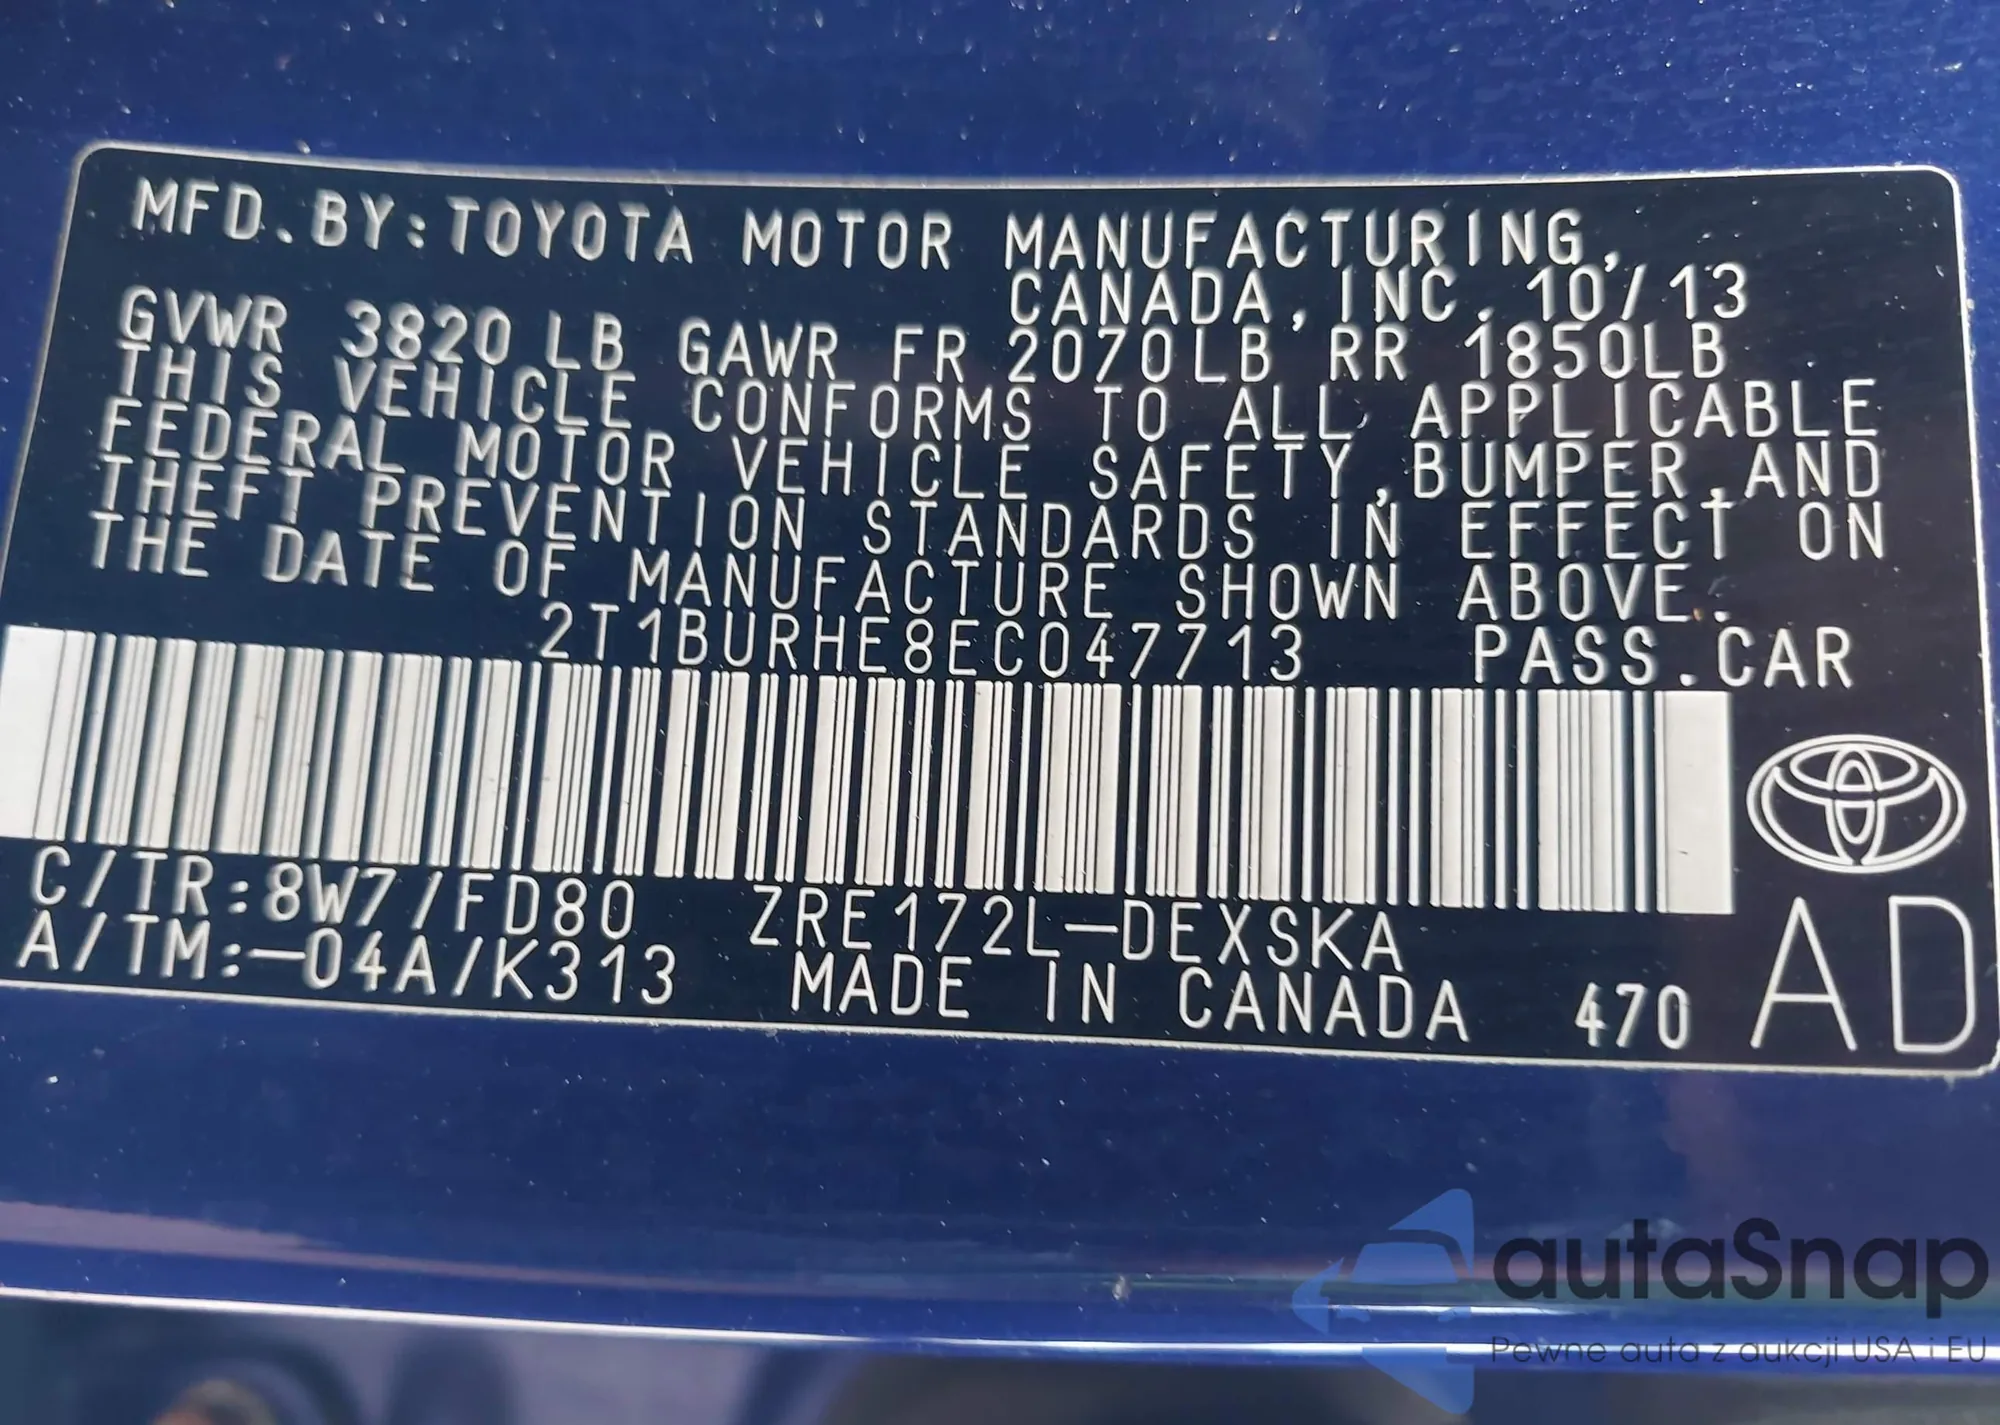 MFD.BY:TOYOTA MOTOR MANUFACTURING,
CANADA,INC. 10/13
GVWR 3820LB GAWR FR 2070LB RR 1850LB
THIS VEHICLE CONFORMS TO ALL APPLICABLE
FEDERAL MOTOR VEHICLE SAFETY,BUMPER,AND
THEFT PREVENTION STANDARDS IN EFFECT ON
THE DATE OF MANUFACTURE SHOWN ABOVE.
2T1BURHE8EC047713 PASS.CAR
C/TR:8W7/FD80 ZRE172L-DEXSKA
A/TM:-04A/K313 MADE IN CANADA 470 AD
autaSnap
Pewne auta z aukcji USA i EU